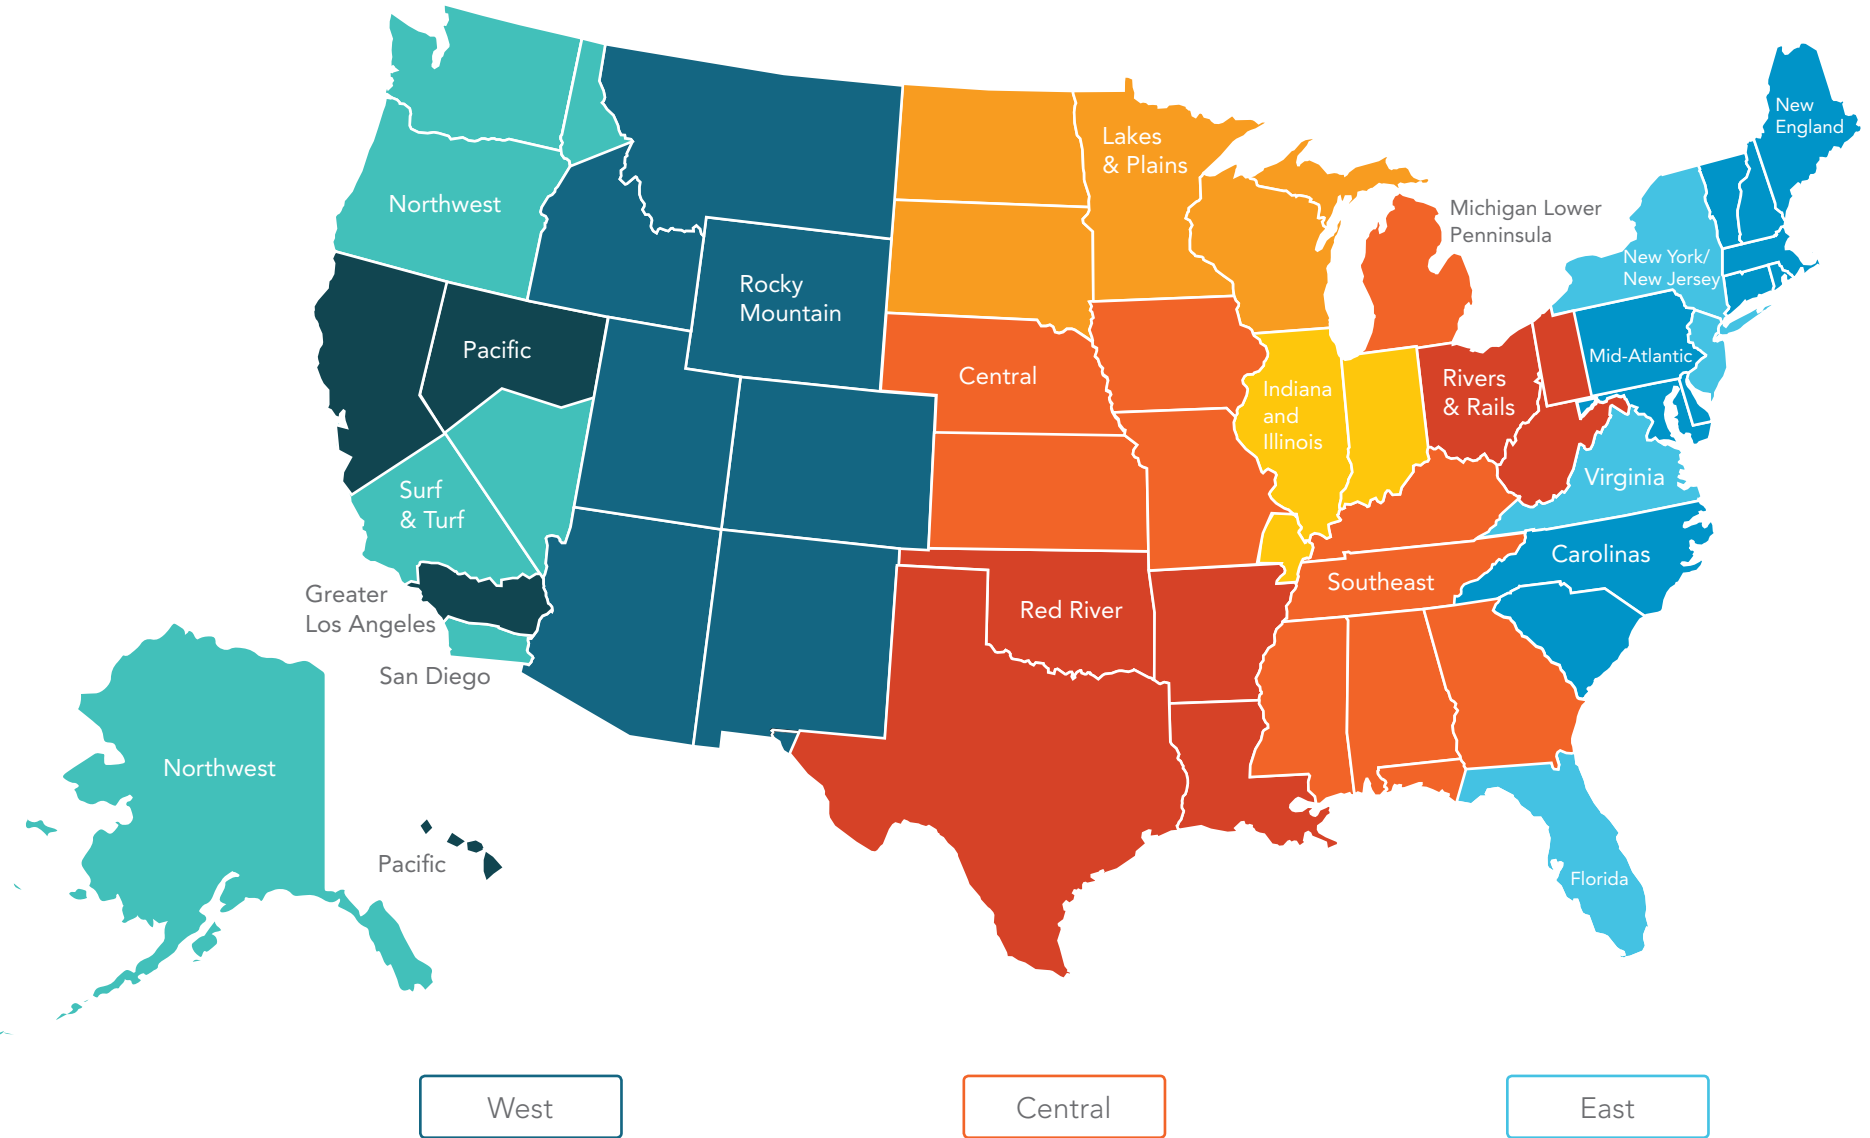 New
England
Lakes
& Plains
Northwest
Michigan Lower
Penninsula
New York/
New Jersey
Rocky
Mountain
Pacific
Mid-Atlantic
Central
Rivers
& Rails
Indiana
and
Illinois
Virginia
Surf
& Turf
Carolinas
Southeast
Greater
Los Angeles
Red River
San Diego
Northwest
Pacific
Florida
West
Central
East